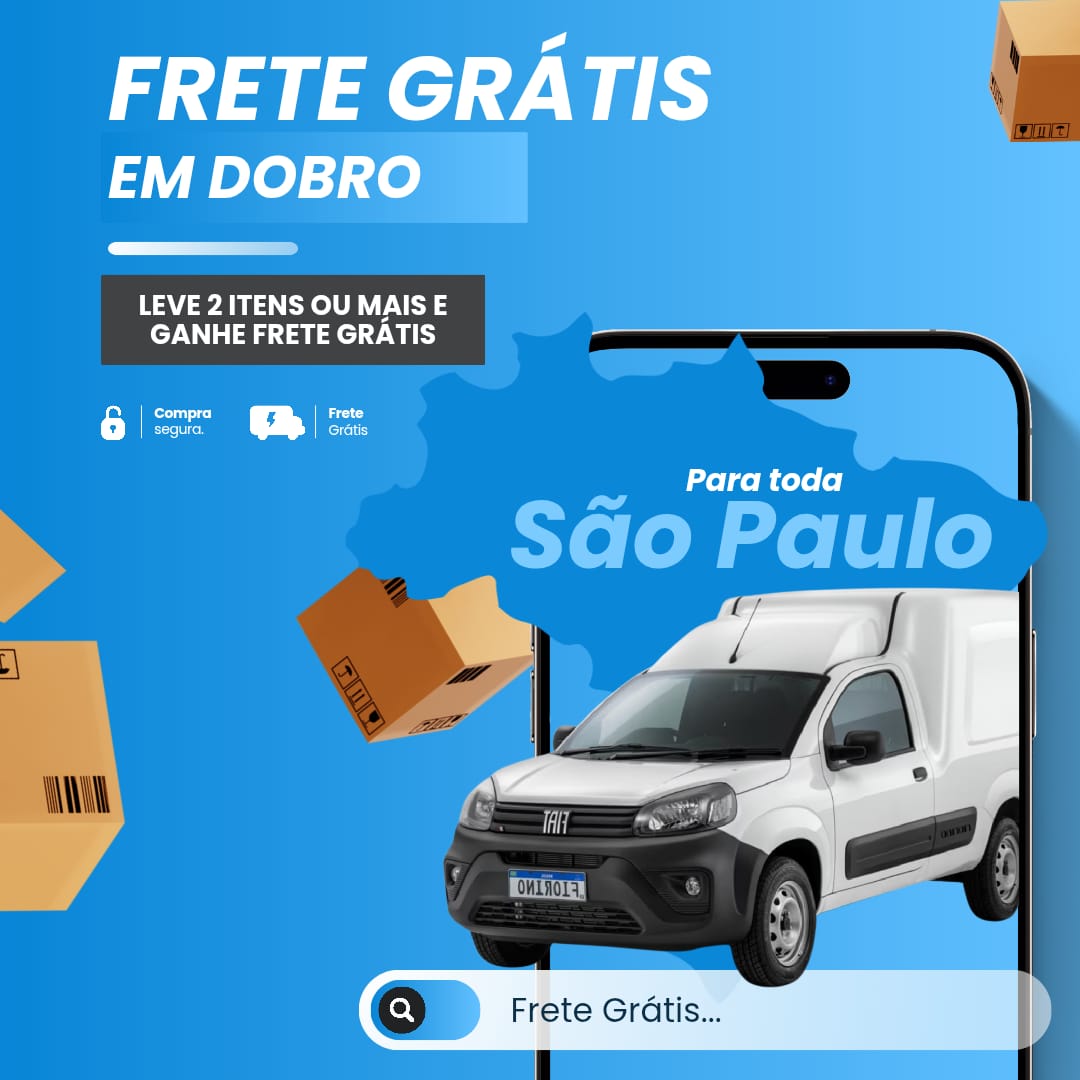 FRETE GRÁTIS
EM DOBRO
LEVE 2 ITENS OU MAIS E
GANHE FRETE GRÁTIS
Compra
segura.
Frete
Grátis
Para toda
São Paulo
FIAT
FIORINO
FIORINO
Frete Grátis...